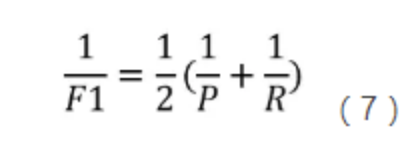 1/F1 = 1/2(1/P + 1/R) (7)